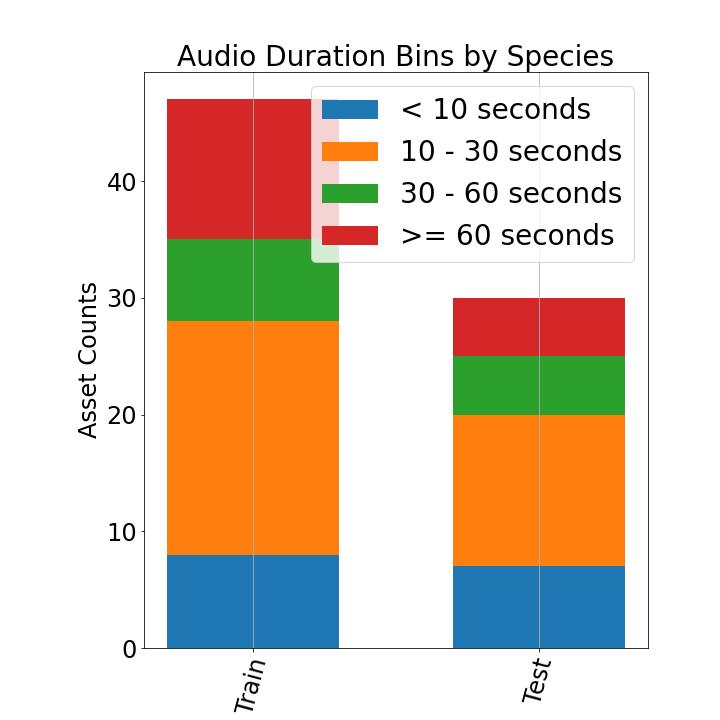 Audio Duration Bins by Species
< 10 seconds
10 - 30 seconds
30 - 60 seconds
>= 60 seconds
Asset Counts
40
30
20
10
0
Train
Test